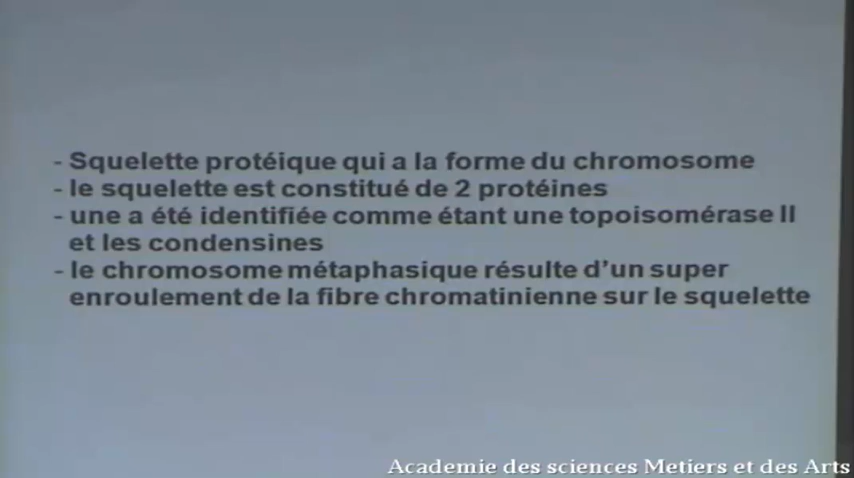 - Squelette protéique qui a la forme du chromosome
- le squelette est constitué de 2 protéines
- une a été identifiée comme étant une topoisomérase II
et les condensines
- le chromosome métaphasique résulte d'un super
enroulement de la fibre chromatinienne sur le squelette
Academie des sciences Metiers et des Arts